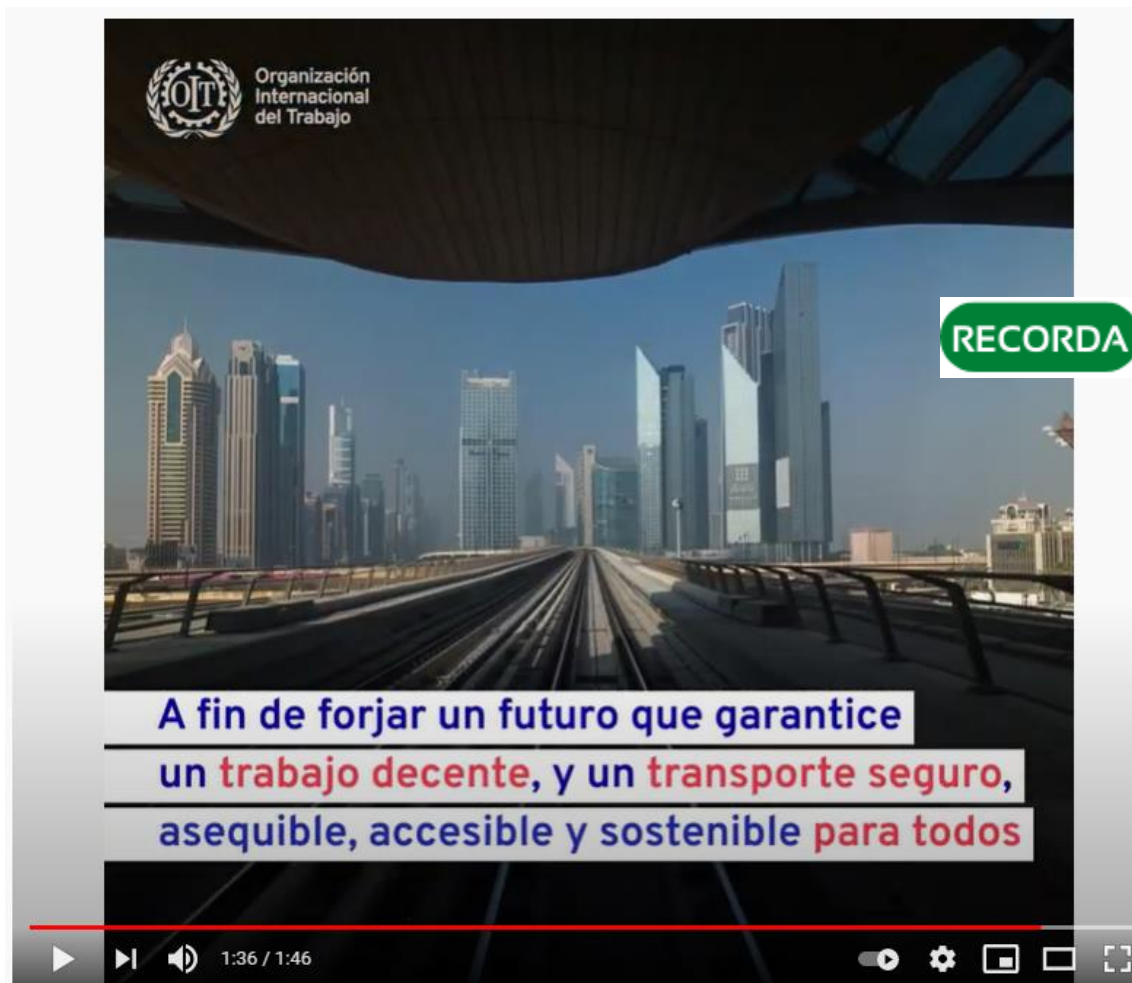 OIT
Organización
Internacional
del Trabajo
RECORDA
A fin de forjar un futuro que garantice
un trabajo decente, y un transporte seguro,
asequible, accesible y sostenible para todos
1:36 / 1:46